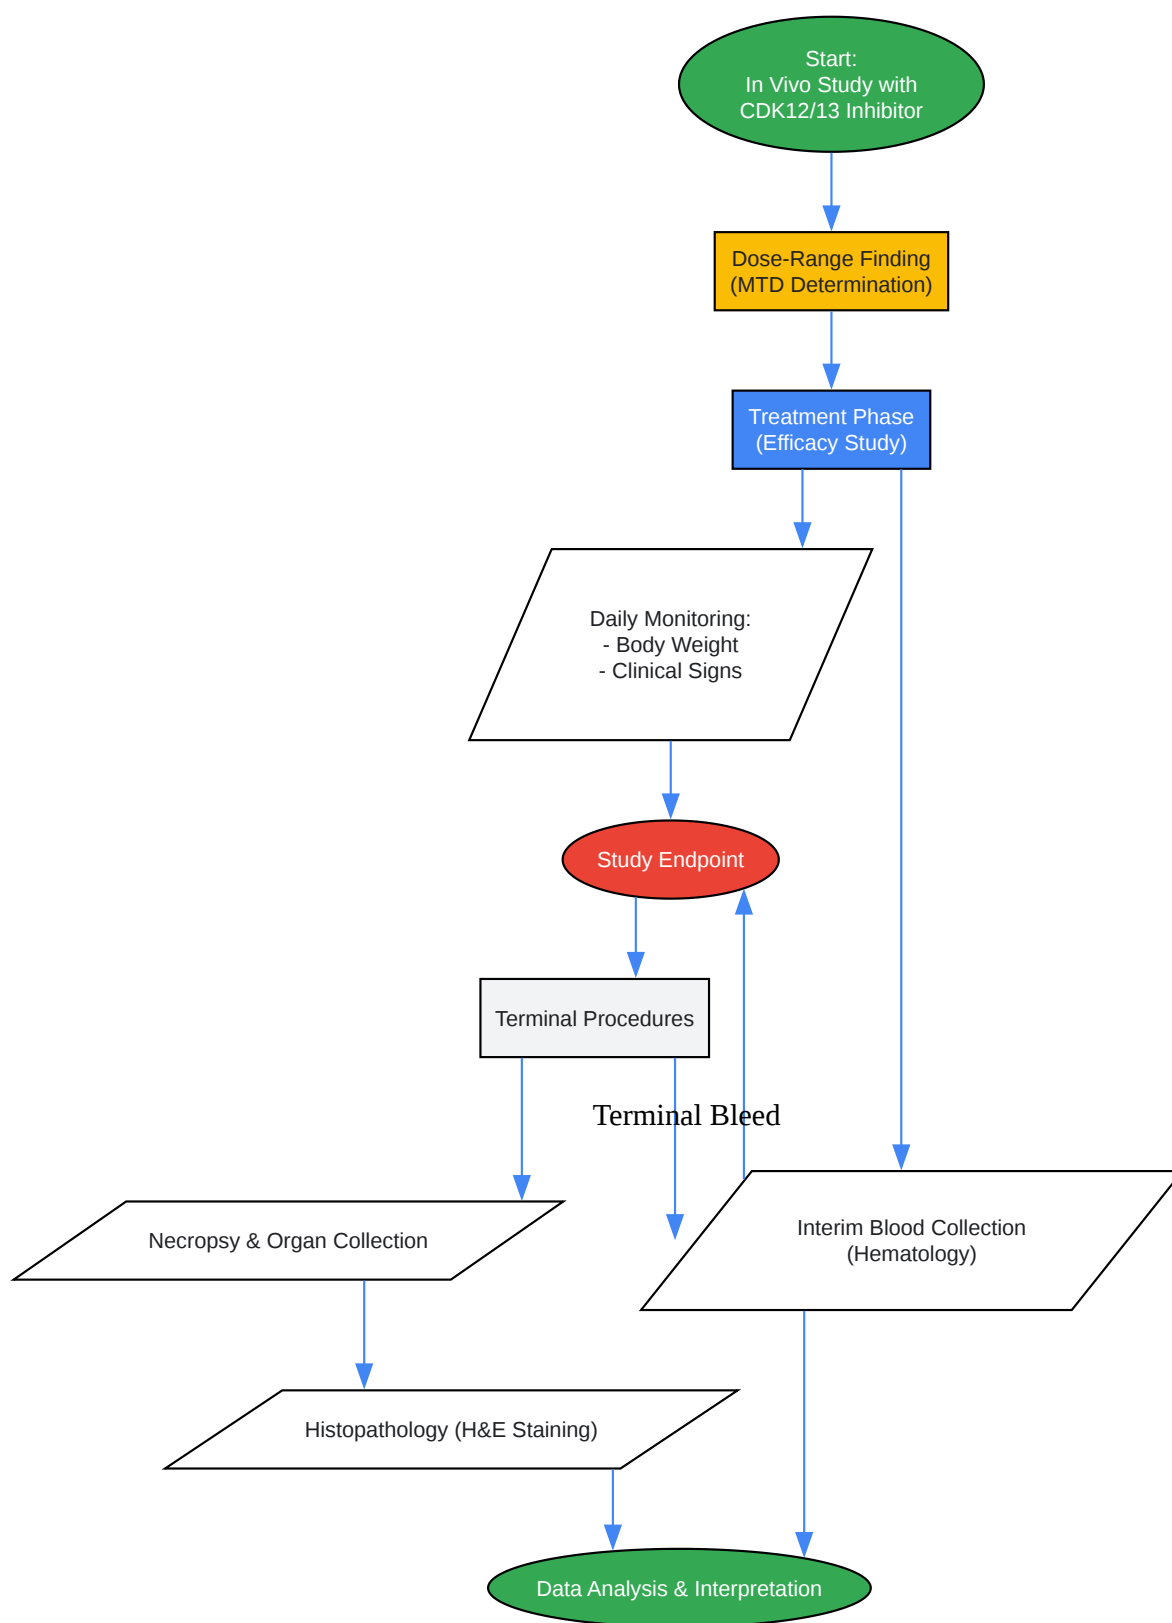 Start:
In Vivo Study with
CDK12/13 Inhibitor
Dose-Range Finding
(MTD Determination)
Treatment Phase
(Efficacy Study)
Daily Monitoring:
- Body Weight
- Clinical Signs
Study Endpoint
Terminal Procedures
Terminal Bleed
Necropsy & Organ Collection
Interim Blood Collection
(Hematology)
Histopathology (H&E Staining)
Data Analysis & Interpretation